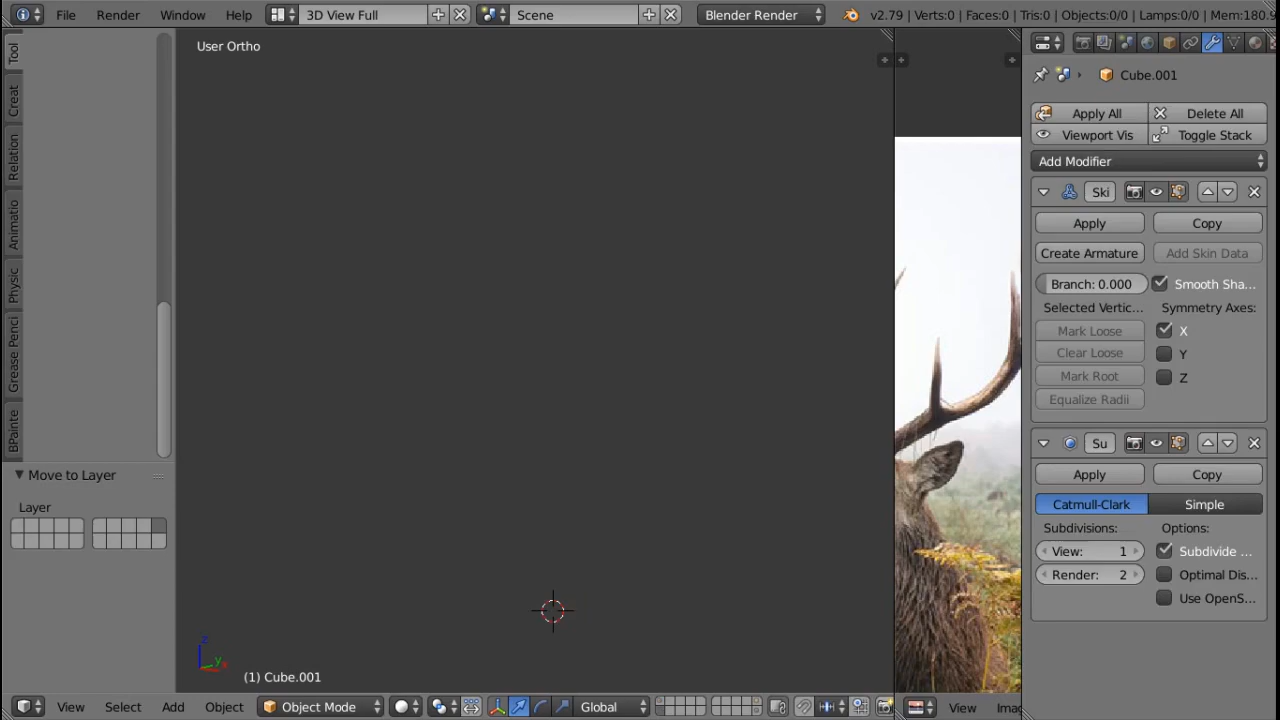 File Render Window Help 3D View Full Scene Blender Render v2.79 | Verts:0 | Faces:0 | Tris:0 | Objects:0/0 | Lamps:0/0 | Mem:180.9
User Ortho
Tool
Creat
Relation
Animatio
Physic
Grease Penci
BPainte
Move to Layer
Layer
z
y
x
(1) Cube.001
View Select Add Object Object Mode Global
View Imag
Cube.001
Apply All Delete All
Viewport Vis Toggle Stack
Add Modifier
Ski
Apply Copy
Create Armature Add Skin Data
Branch: 0.000 Smooth Sha...
Selected Vertic... Symmetry Axes:
Mark Loose X
Clear Loose Y
Mark Root Z
Equalize Radii
Su
Apply Copy
Catmull-Clark Simple
Subdivisions: Options:
View: 1 Subdivide ...
Render: 2 Optimal Dis...
Use OpenS...